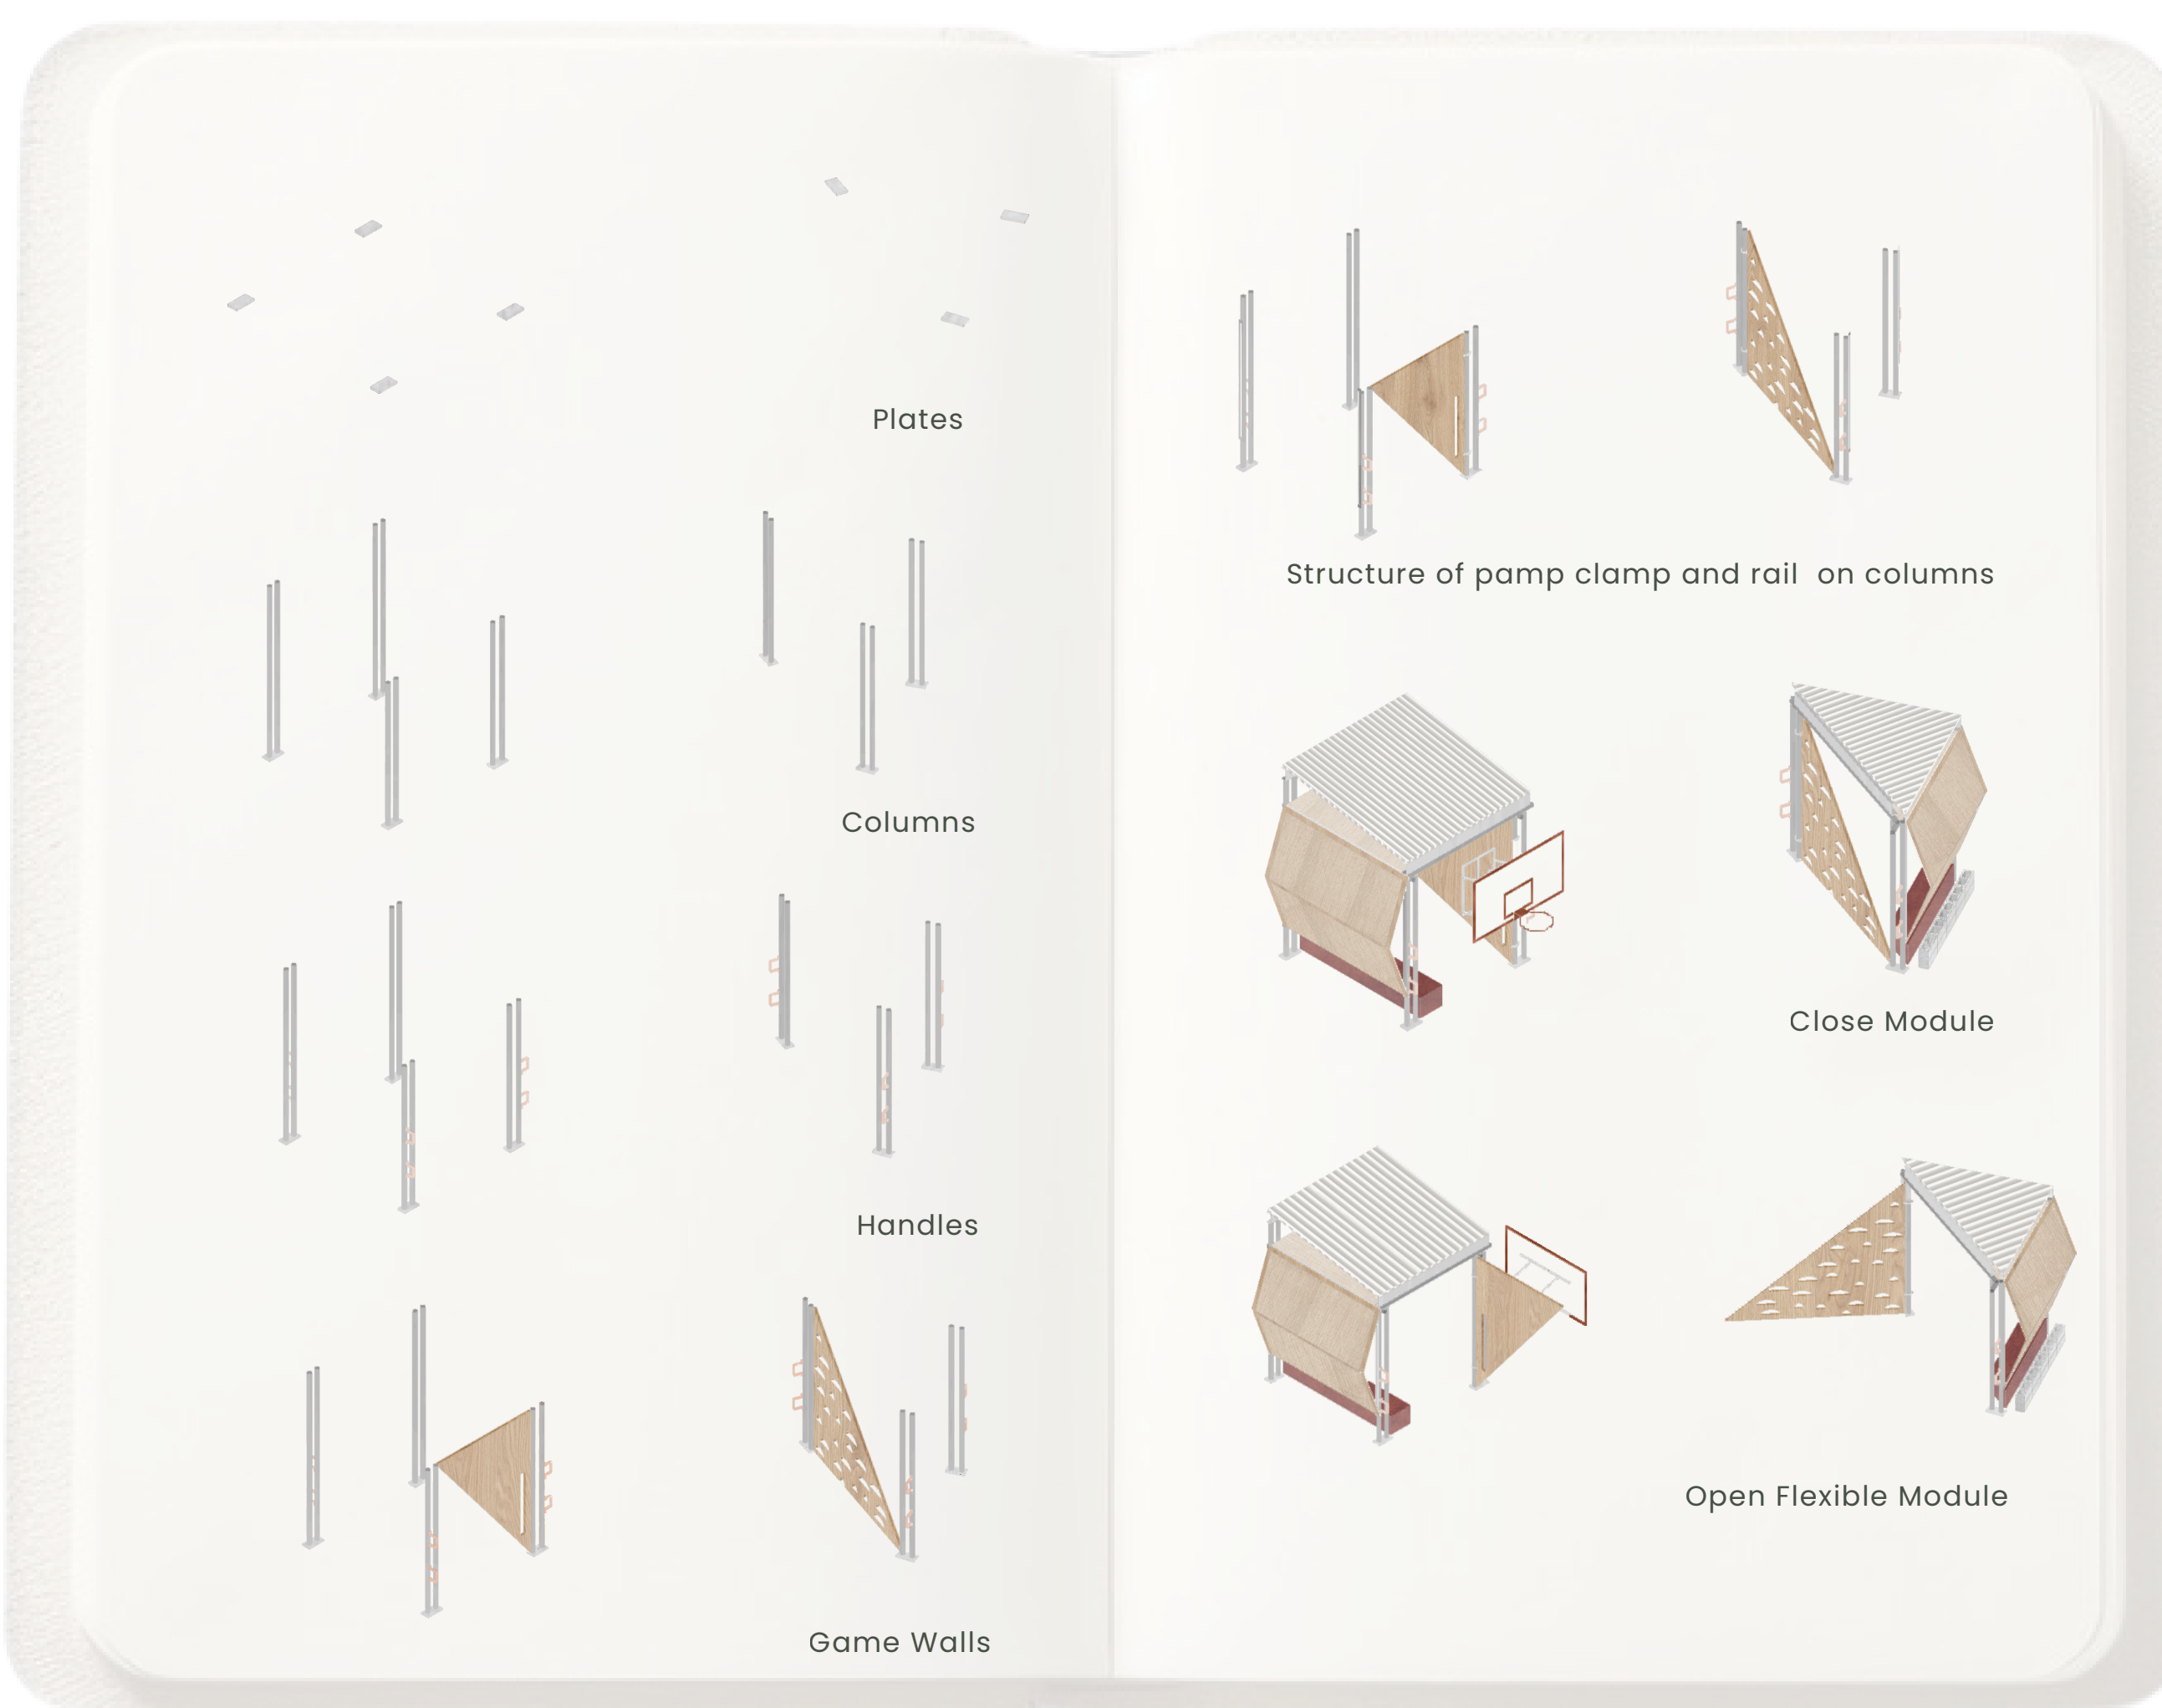 Plates
Columns
Handles
Game Walls
Structure of pamp clamp and rail  on columns
Close Module
Open Flexible Module